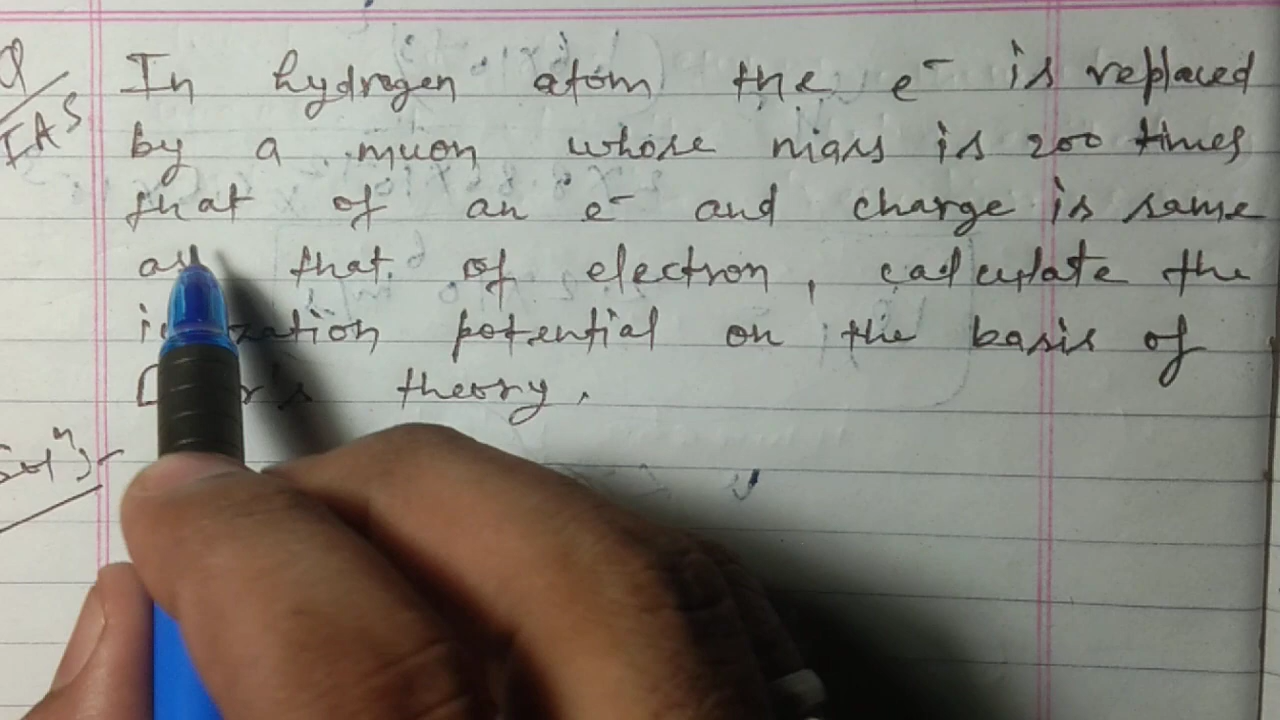 Q/IAS
In hydrogen atom the e⁻ is replaced
by a muon whose mass is 200 times
that of an e⁻ and charge is same
as that of electron, calculate the
potential on the basis of
theory.
Solⁿ:-